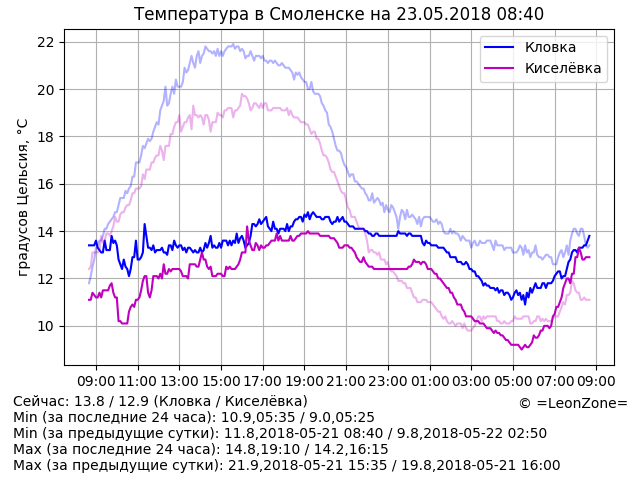 Температура в Смоленске на 23.05.2018 08:40
Кловка
Киселёвка
градусов Цельсия, °C
22
20
18
16
14
12
10
09:00 11:00 13:00 15:00 17:00 19:00 21:00 23:00 01:00 03:00 05:00 07:00 09:00
Сейчас: 13.8 / 12.9 (Кловка / Киселёвка)
© =LeonZone=
Min (за последние 24 часа): 10.9,05:35 / 9.0,05:25
Min (за предыдущие сутки): 11.8,2018-05-21 08:40 / 9.8,2018-05-22 02:50
Max (за последние 24 часа): 14.8,19:10 / 14.2,16:15
Max (за предыдущие сутки): 21.9,2018-05-21 15:35 / 19.8,2018-05-21 16:00